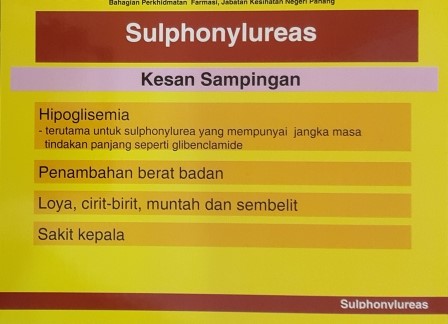 Bahagian Perkhidmatan Farmasi, Jabatan Kesihatan Negeri Pahang
Sulphonylureas
Kesan Sampingan
Hipoglisemia
- terutama untuk sulphonylurea yang mempunyai jangka masa
tindakan panjang seperti glibenclamide
Penambahan berat badan
Loya, cirit-birit, muntah dan sembelit
Sakit kepala
Sulphonylureas